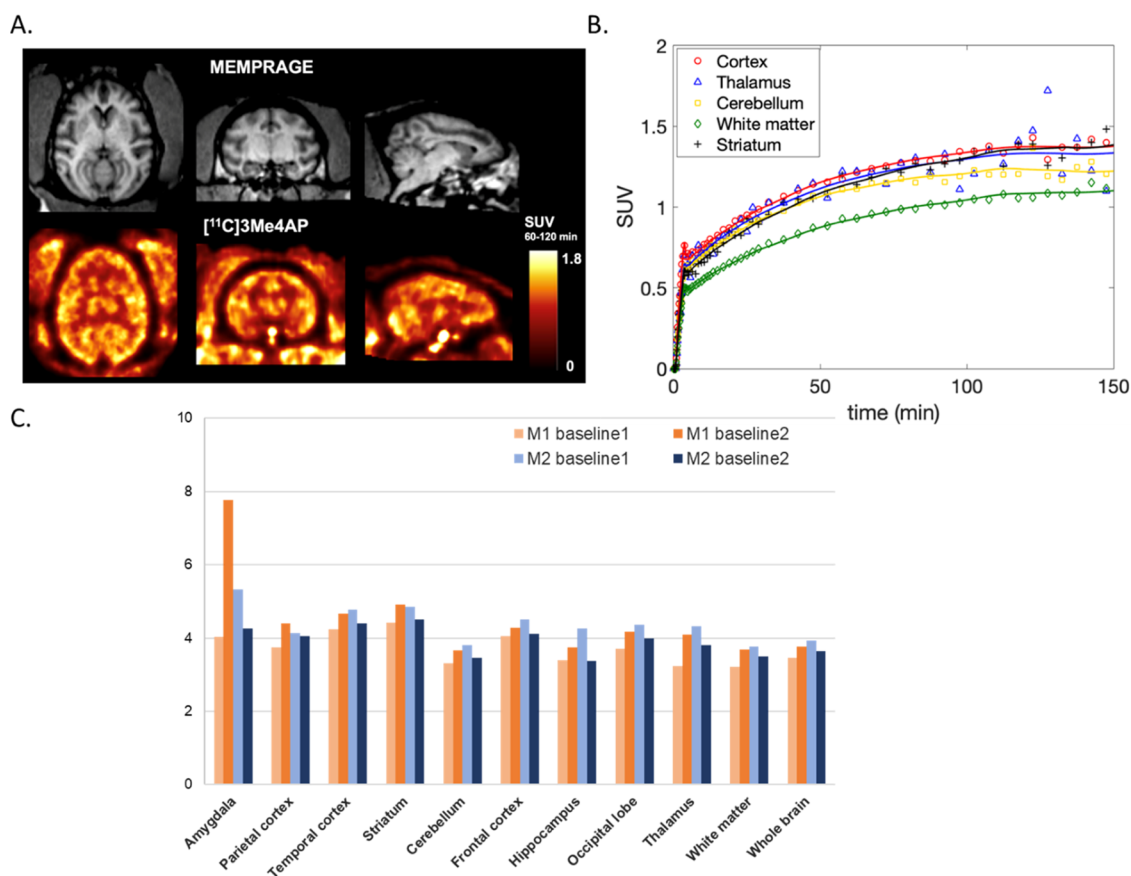 A.
MEMPRAGE
[¹¹C]3Me4AP
SUV
60-120 min
1.8
0
B.
2
1.5
1
0.5
0
SUV
Cortex
Thalamus
Cerebellum
White matter
Striatum
0
50
100
150
time (min)
C.
10
8
6
4
2
0
M1 baseline1
M1 baseline2
M2 baseline1
M2 baseline2
Amygdala
Parietal cortex
Temporal cortex
Striatum
Cerebellum
Frontal cortex
Hippocampus
Occipital lobe
Thalamus
White matter
Whole brain